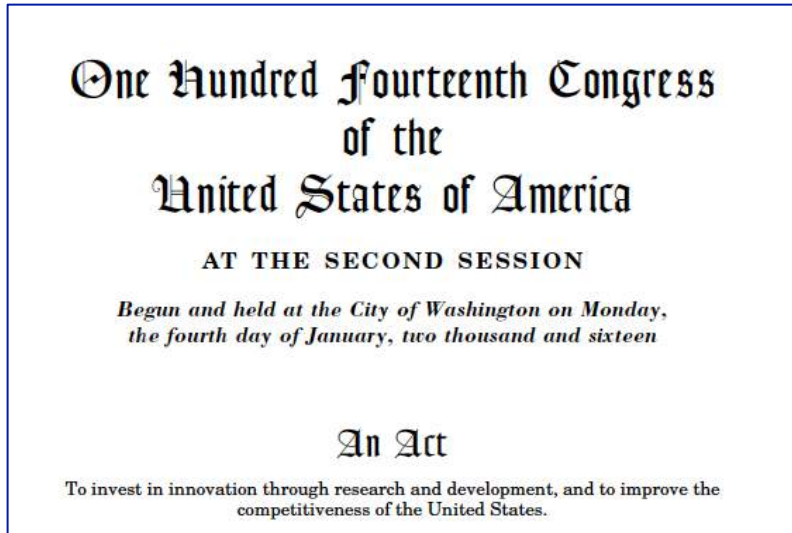 One Hundred Fourteenth Congress
of the
United States of America
AT THE SECOND SESSION
Begun and held at the City of Washington on Monday,
the fourth day of January, two thousand and sixteen
An Act
To invest in innovation through research and development, and to improve the
competitiveness of the United States.